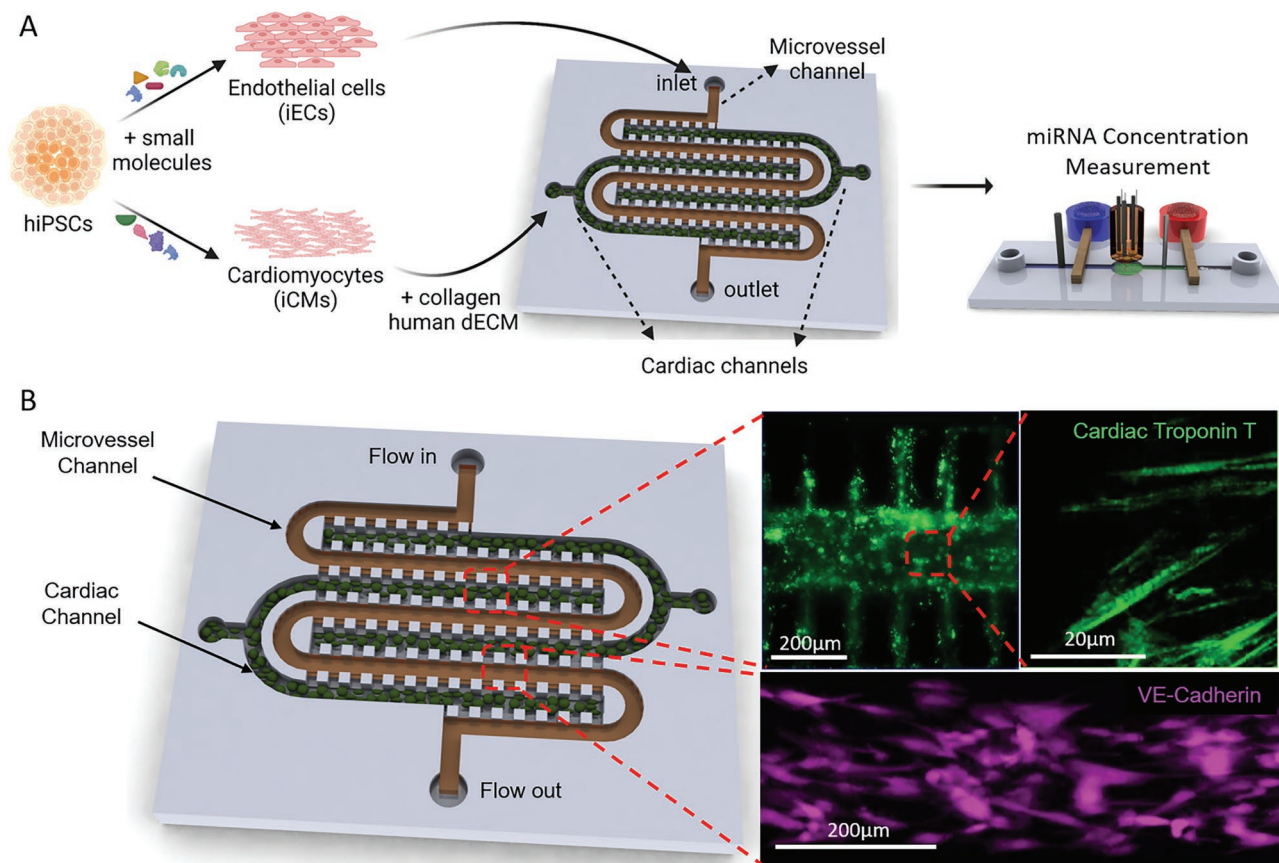 A
Endothelial cells
(iECs)
+ small
molecules
hiPSCs
Cardiomyocytes
(iCMs)
+ collagen
human dECM
inlet
Microvessel
channel
outlet
Cardiac channels
miRNA Concentration
Measurement
B
Microvessel
Channel
Cardiac
Channel
Flow in
Flow out
200μm
Cardiac Troponin T
20μm
VE-Cadherin
200μm